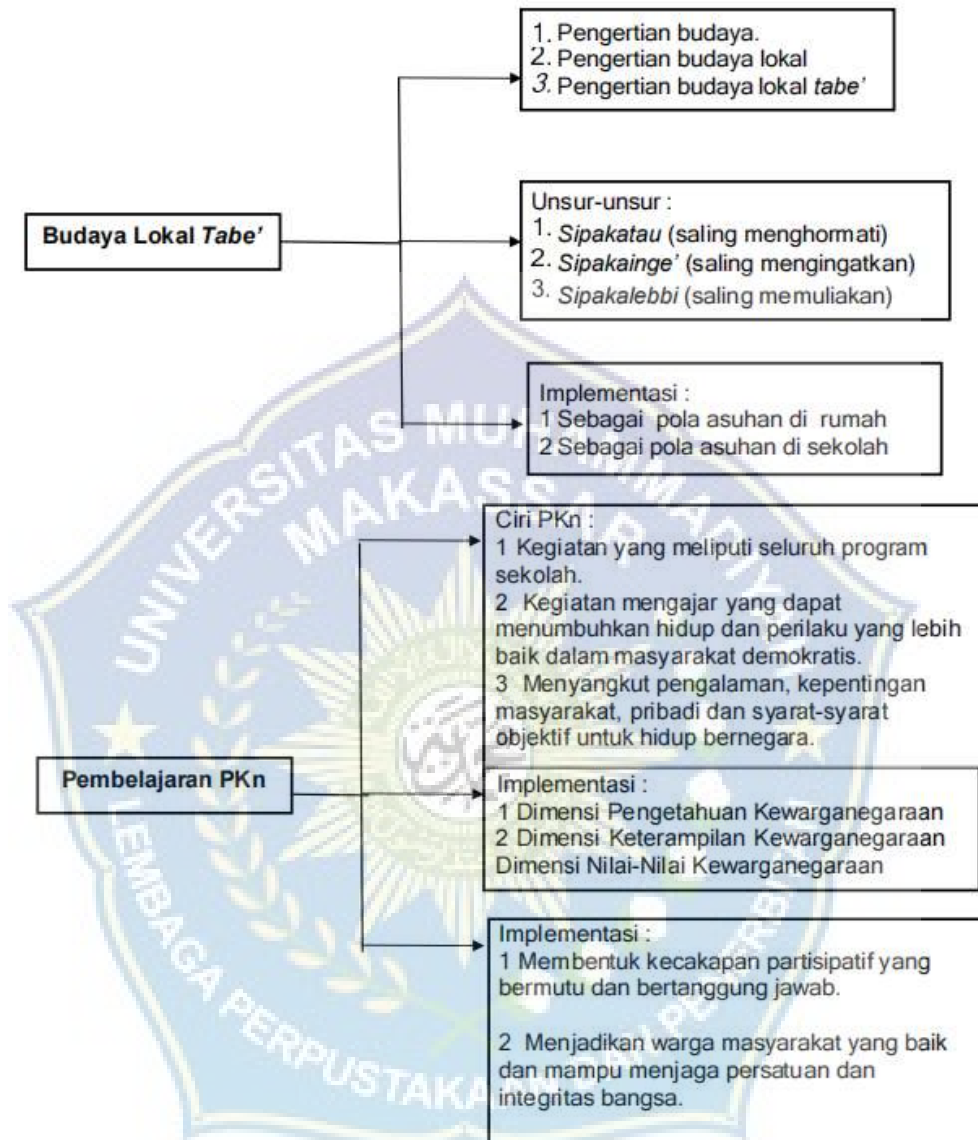 1. Pengertian budaya.
2. Pengertian budaya lokal
3. Pengertian budaya lokal tabe'
Budaya Lokal Tabe'
Unsur-unsur :
1. Sipakatau (saling menghormati)
2. Sipakainge' (saling mengingatkan)
3. Sipakalebbi (saling memuliakan)
Implementasi :
1 Sebagai pola asuhan di rumah
2 Sebagai pola asuhan di sekolah
Ciri PKn :
1 Kegiatan yang meliputi seluruh program
sekolah.
2 Kegiatan mengajar yang dapat
menumbuhkan hidup dan perilaku yang lebih
baik dalam masyarakat demokratis.
3 Menyangkut pengalaman, kepentingan
masyarakat, pribadi dan syarat-syarat
objektif untuk hidup bernegara.
Pembelajaran PKn
Implementasi :
1 Dimensi Pengetahuan Kewarganegaraan
2 Dimensi Keterampilan Kewarganegaraan
Dimensi Nilai-Nilai Kewarganegaraan
Implementasi :
1 Membentuk kecakapan partisipatif yang
bermutu dan bertanggung jawab.
2 Menjadikan warga masyarakat yang baik
dan mampu menjaga persatuan dan
integritas bangsa.
UNIVERSITAS MUHAMMADIYAH
MAKASSAR
LEMBAGA PERPUSTAKAAN DAN PENERBITAN